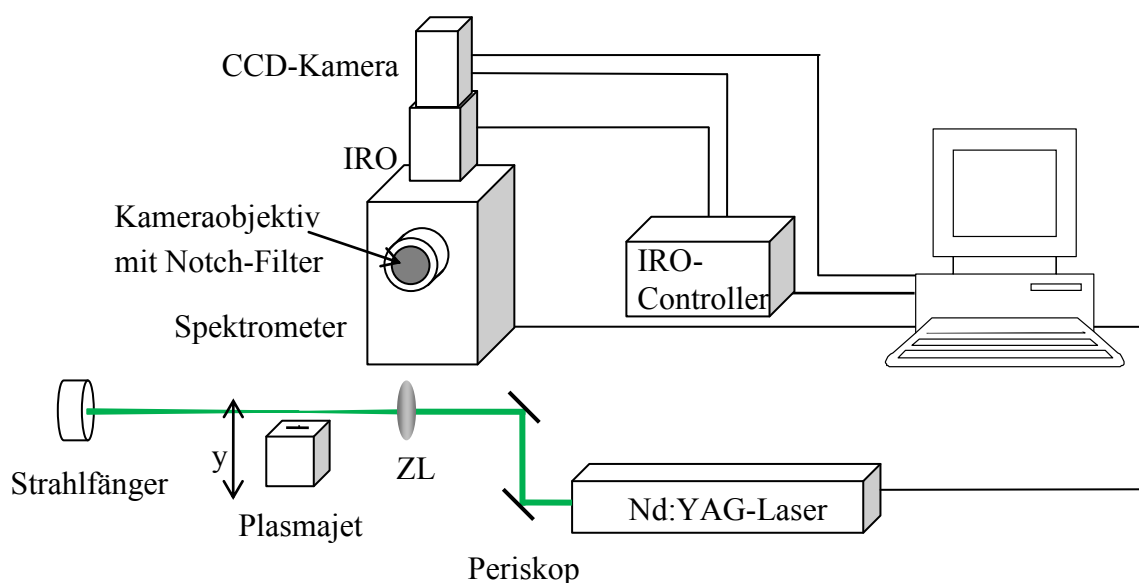 CCD-Kamera
IRO
Kameraobjektiv
mit Notch-Filter
IRO-
Controller
Spektrometer
y
ZL
Strahlfänger
Plasmajet
Nd:YAG-Laser
Periskop